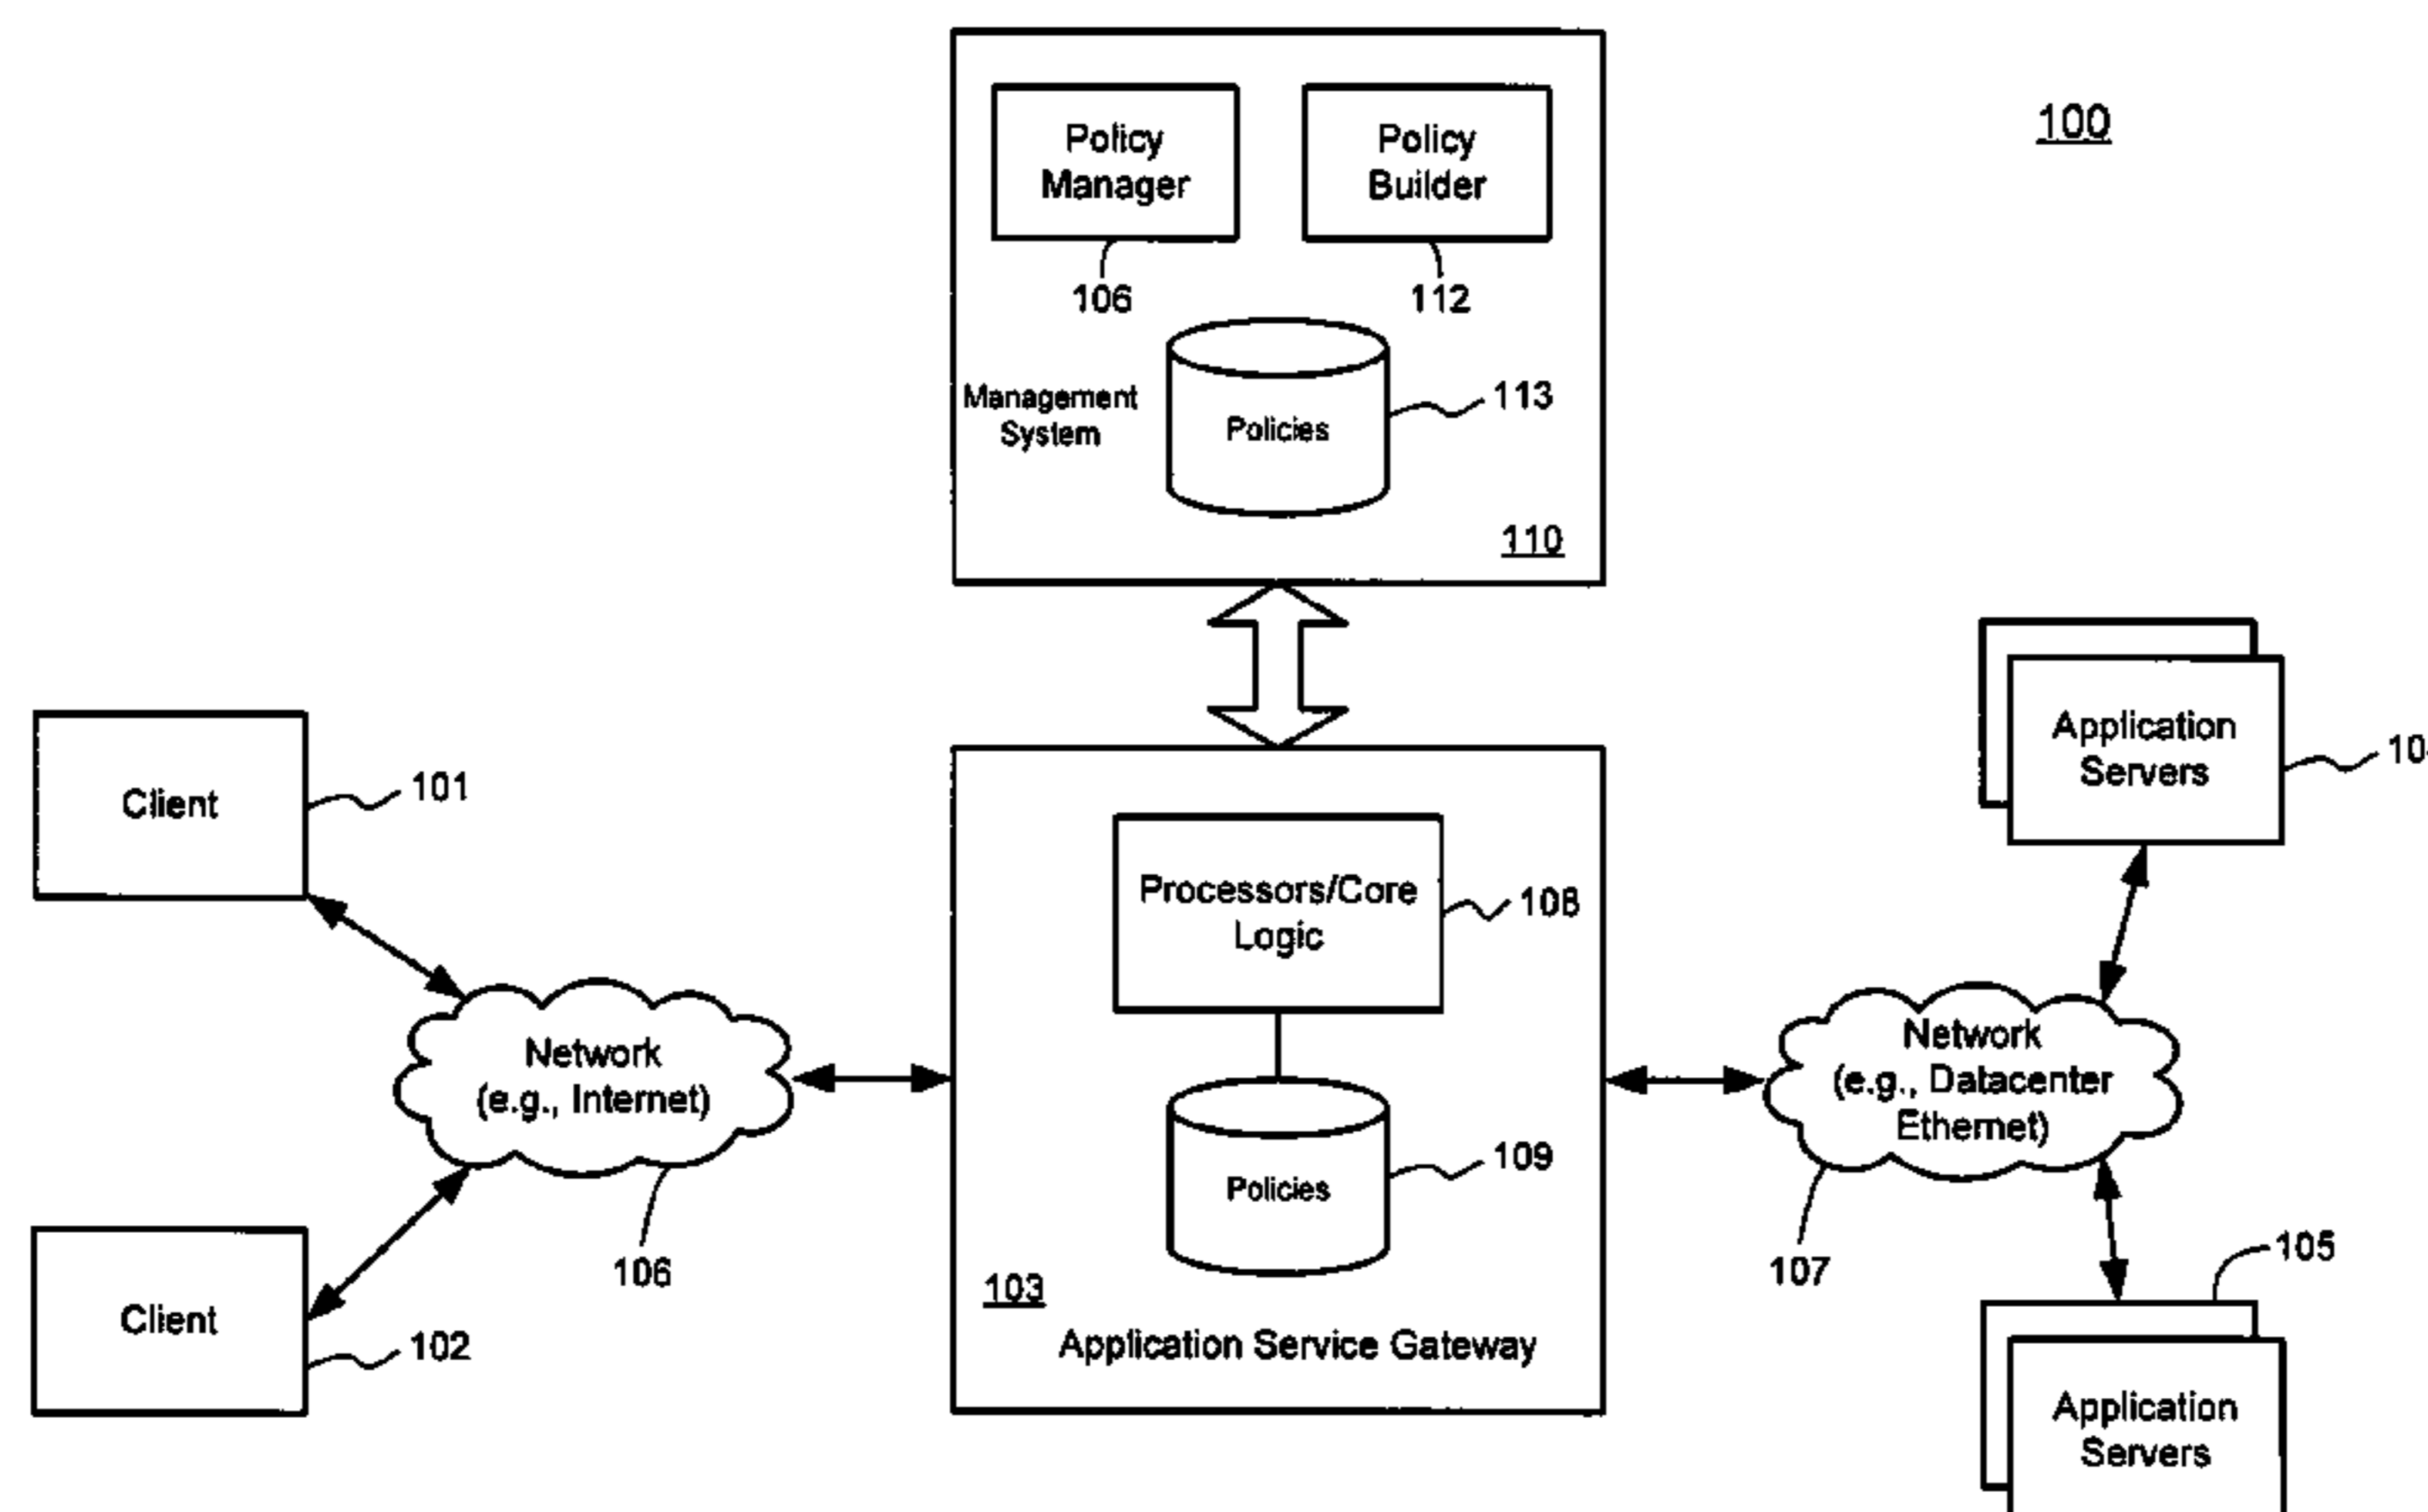 100
Policy
Manager
106
Policy
Builder
112
Management
System
Policies
113
110
Client
101
Client
102
Network
(e.g., Internet)
106
Processors/Core
Logic
108
Policies
109
103
Application Service Gateway
Network
(e.g., Datacenter
Ethernet)
107
Application
Servers
105
Application
Servers